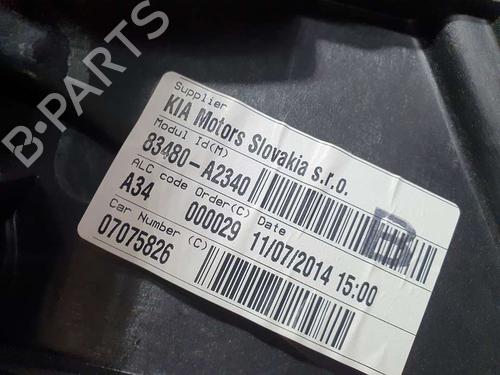 B-PARTS
Supplier
KIA Motors Slovakia s.r.o.
Modul Id(M)
83480-A2340
ALC code Order(C) Date
A34 000029 11/07/2014 15:00
Car Number (C)
07075826